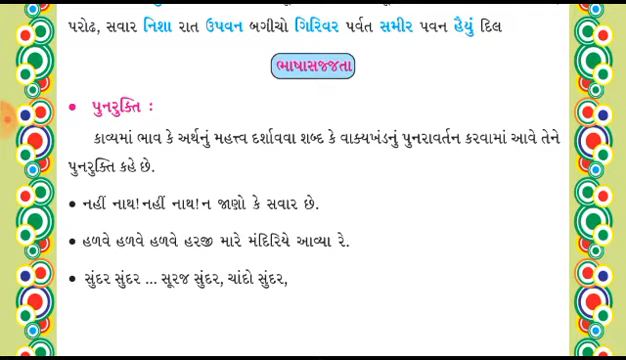 પરોઢ, સવાર નિશા રાત ઉપવન બગીચો ગિરિવર પર્વત સમીર પવન હૈયું દિલ
ભાષાસજ્જતા
• પુનરુક્તિ :
કાવ્યમાં ભાવ કે અર્થનું મહત્ત્વ દર્શાવવા શબ્દ કે વાક્યખંડનું પુનરાવર્તન કરવામાં આવે તેને
પુનરુક્તિ કહે છે.
• નહીં નાથ! નહીં નાથ! ન જાણો કે સવાર છે.
• હળવે હળવે હળવે હરજી મારે મંદિરિયે આવ્યા રે.
• સુંદર સુંદર ... સૂરજ સુંદર, ચાંદો સુંદર,